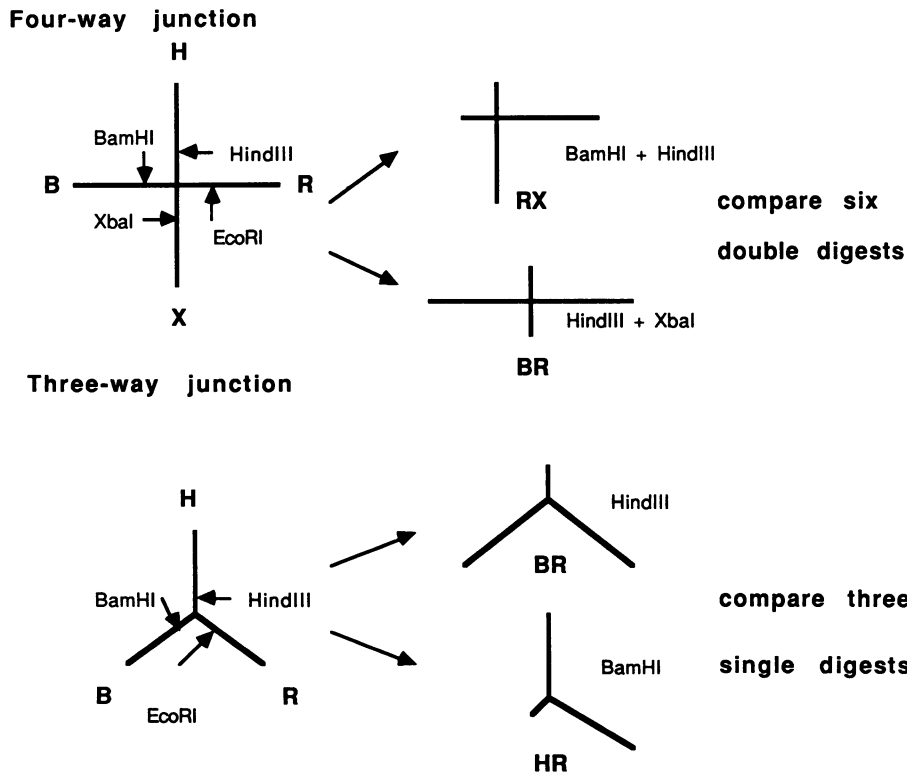 Four-way junction
H
BamHI
HindIII
B
R
XbaI
EcoRI
X
BamHI + HindIII
RX
compare six
double digests
HindIII + XbaI
BR
Three-way junction
H
BamHI
HindIII
B
R
EcoRI
HindIII
BR
compare three
single digests
BamHI
HR